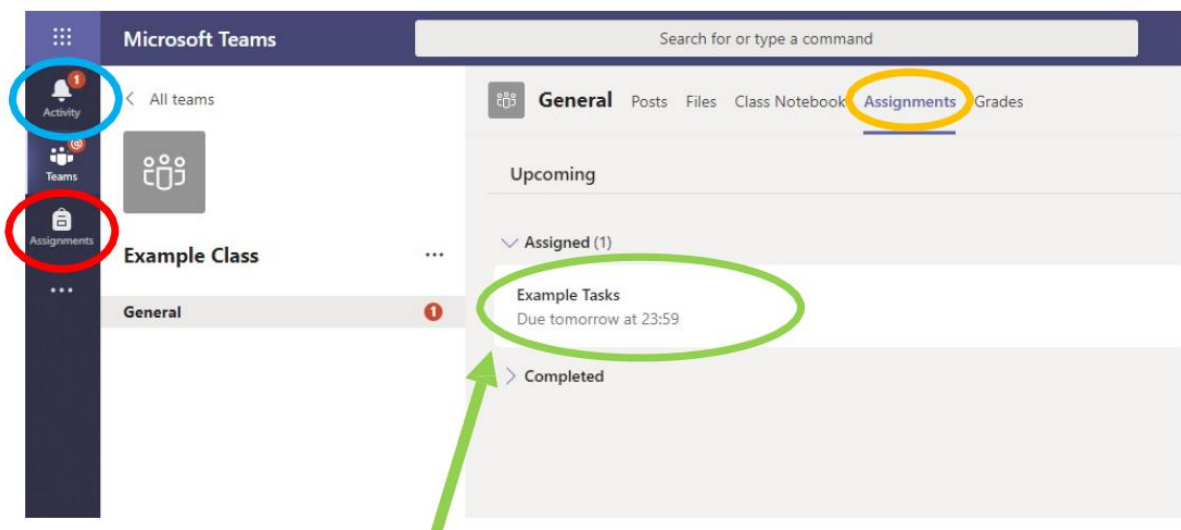 Microsoft Teams
Search for or type a command
1
Activity
@
Teams
Assignments
All teams
Example Class
General
1
General Posts Files Class Notebook Assignments Grades
Upcoming
Assigned (1)
Example Tasks
Due tomorrow at 23:59
Completed